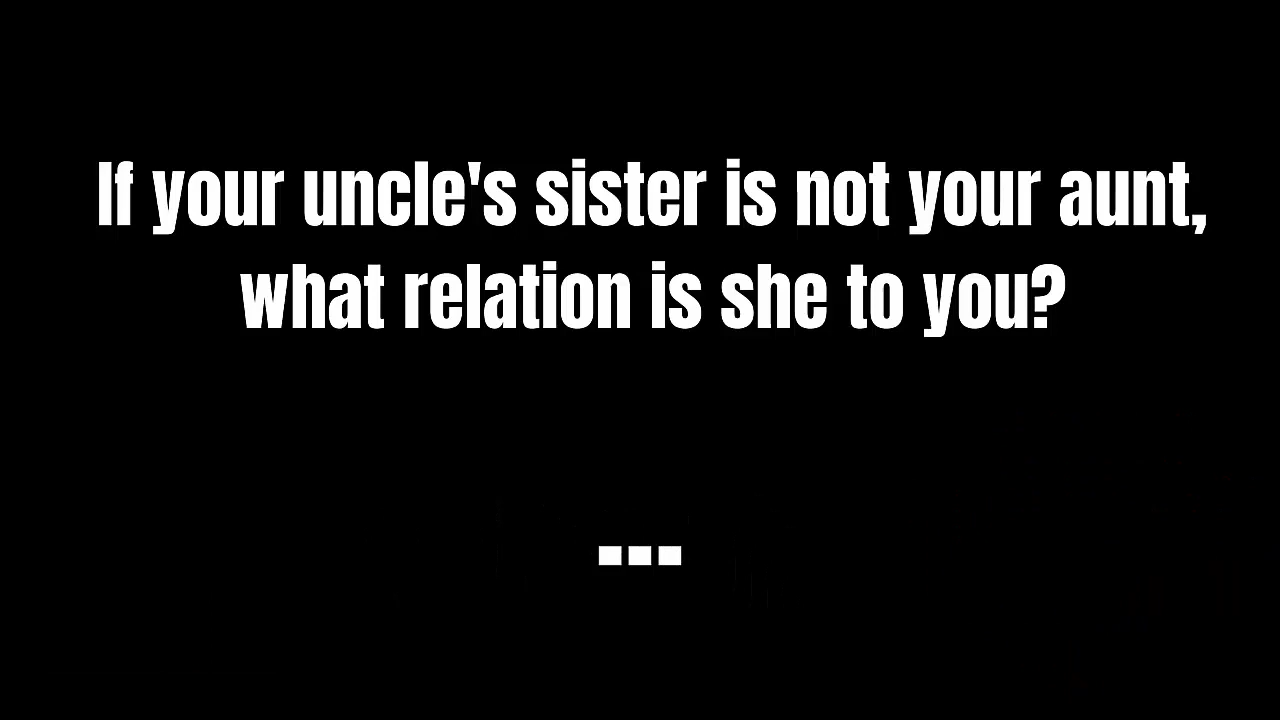 If your uncle's sister is not your aunt,
what relation is she to you?
...